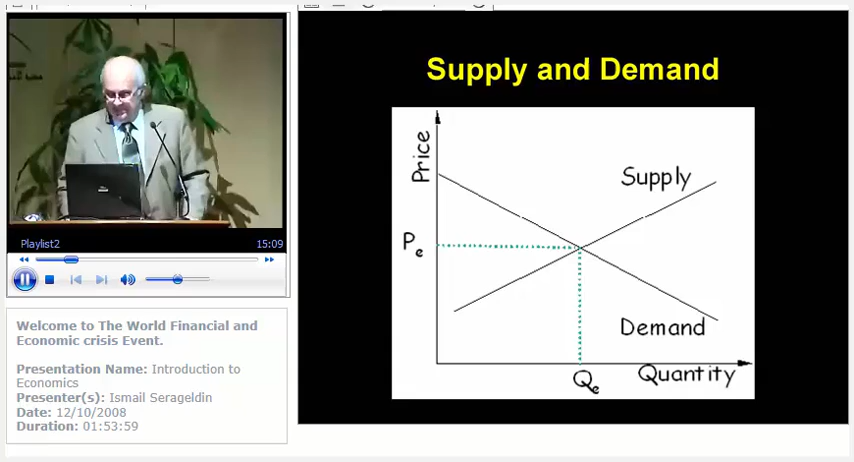 Playlist2
15:09
Welcome to The World Financial and
Economic crisis Event.
Presentation Name: Introduction to
Economics
Presenter(s): Ismail Serageldin
Date: 12/10/2008
Duration: 01:53:59
Supply and Demand
Price
Supply
Pe
Demand
Qe
Quantity